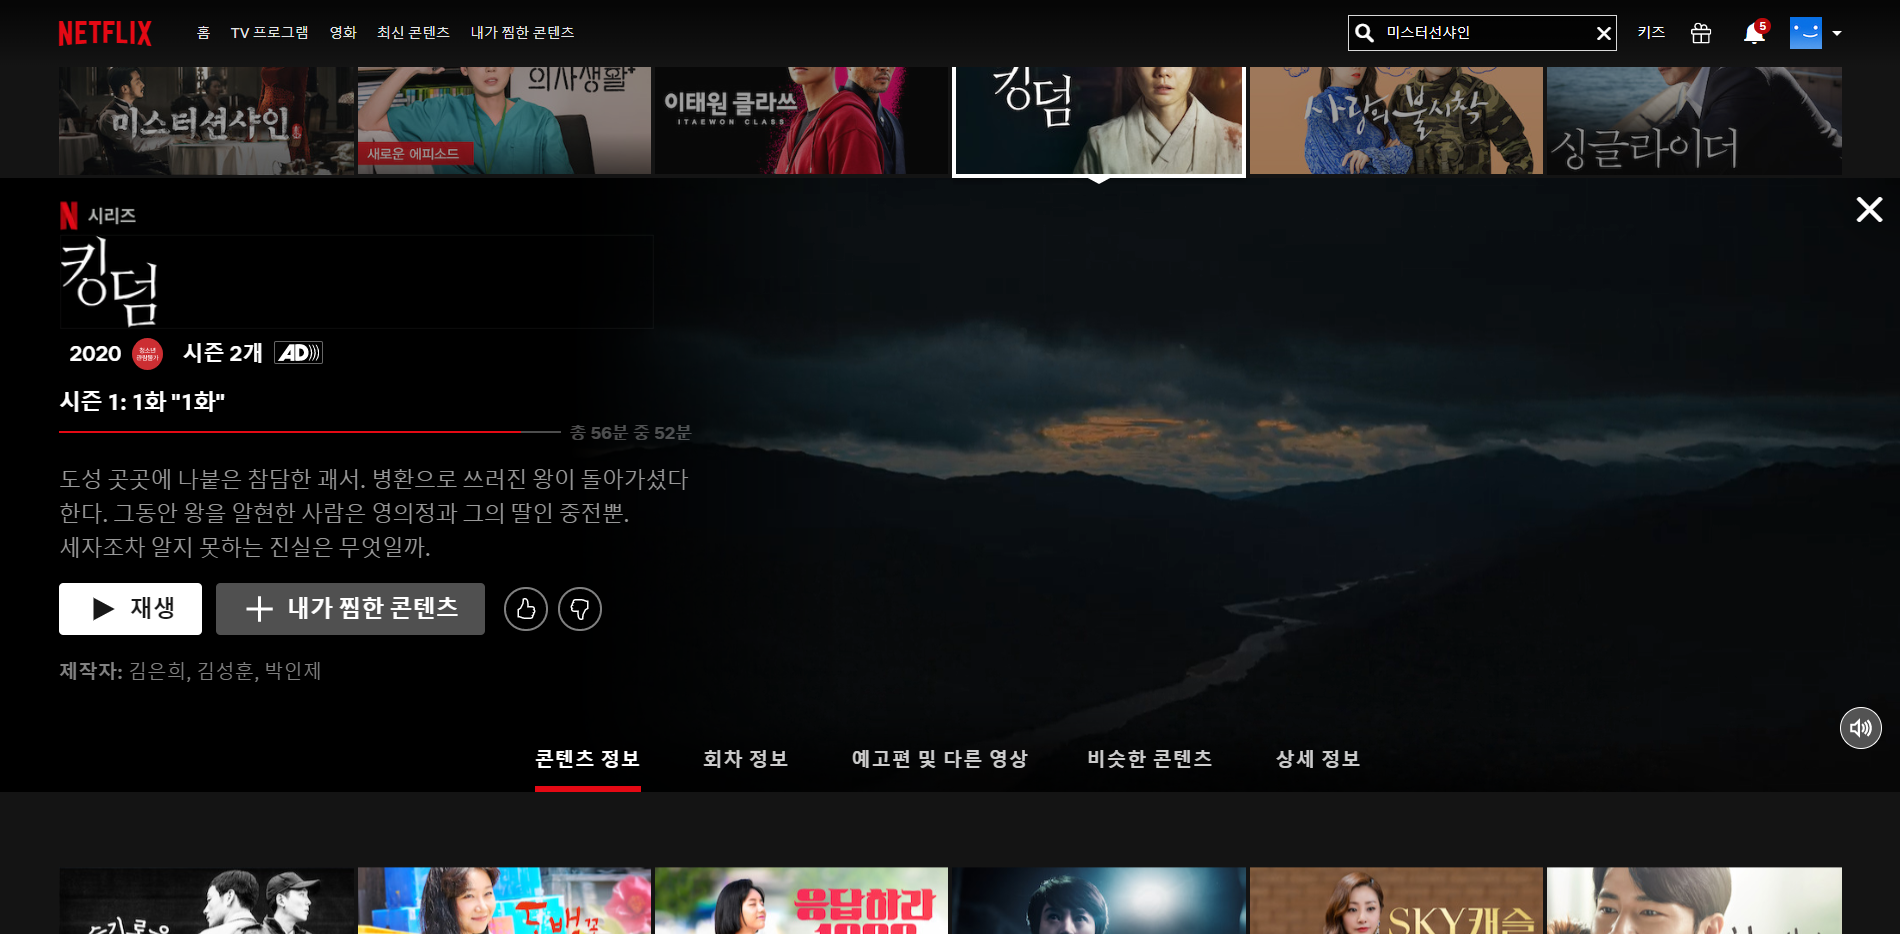 NETFLIX
홈 TV 프로그램 영화 최신 콘텐츠 내가 찜한 콘텐츠
미스터선샤인
키즈
5
미스터션샤인
의사생활
새로운 에피소드
이태원 클라쓰
ITAEWON CLASS
킹덤
사랑의 불시착
싱글라이더
N 시리즈
킹덤
2020 청소년 관람불가 시즌 2개 AD)))
시즌 1: 1화 "1화"
총 56분 중 52분
도성 곳곳에 나붙은 참담한 괘서. 병환으로 쓰러진 왕이 돌아가셨다
한다. 그동안 왕을 알현한 사람은 영의정과 그의 딸인 중전뿐.
세자조차 알지 못하는 진실은 무엇일까.
재생
내가 찜한 콘텐츠
제작자: 김은희, 김성훈, 박인제
콘텐츠 정보 회차 정보 예고편 및 다른 영상 비슷한 콘텐츠 상세 정보
동백꽃
응답하라
SKY캐슬